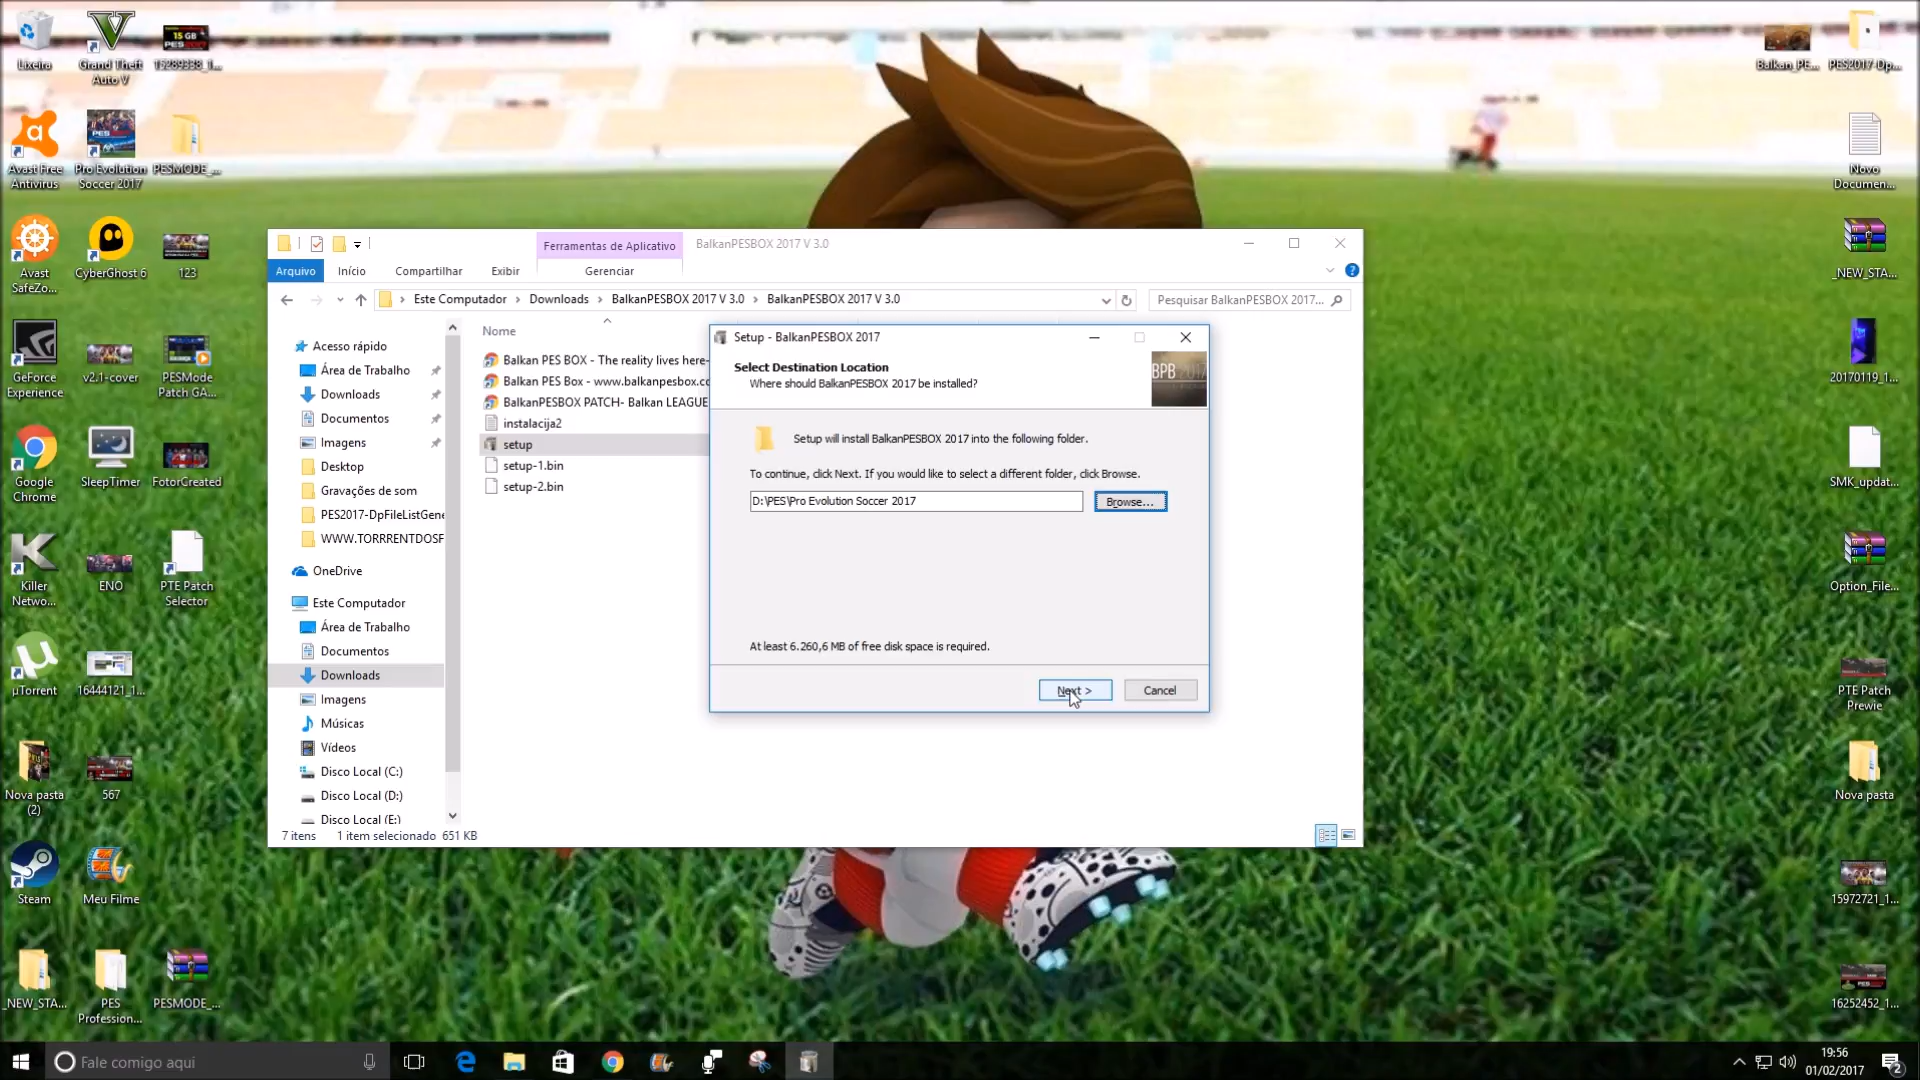 Lixeira
Grand Theft
Auto V
15 GB
15289338_1...
Avast Free
Antivirus
Pro Evolution
Soccer 2017
PESMODE_...
Avast
SafeZo...
CyberGhost 6
123
GeForce
Experience
v2.1-cover
PESMode
Patch GA...
Google
Chrome
SleepTimer
FotorCreated
Killer
Netwo...
ENO
PTE Patch
Selector
µTorrent
16444121_1...
Nova pasta
(2)
567
Steam
Meu Filme
_NEW_STA...
PES
Profession...
PESMODE_...
Ferramentas de Aplicativo
BalkanPESBOX 2017 V 3.0
Arquivo
Início
Compartilhar
Exibir
Gerenciar
Este Computador
Downloads
BalkanPESBOX 2017 V 3.0
BalkanPESBOX 2017 V 3.0
Pesquisar BalkanPESBOX 2017...
Acesso rápido
Área de Trabalho
Downloads
Documentos
Imagens
Desktop
Gravações de som
PES2017-DpFileListGene
WWW.TORRRENTDOSF
OneDrive
Este Computador
Área de Trabalho
Documentos
Downloads
Imagens
Músicas
Vídeos
Disco Local (C:)
Disco Local (D:)
Disco Local (E:)
Nome
Balkan PES BOX - The reality lives here-
Balkan PES Box - www.balkanpesbox.co
BalkanPESBOX PATCH- Balkan LEAGUE
instalacija2
setup
setup-1.bin
setup-2.bin
7 itens
1 item selecionado 651 KB
Setup - BalkanPESBOX 2017
Select Destination Location
Where should BalkanPESBOX 2017 be installed?
BPB 2017
Setup will install BalkanPESBOX 2017 into the following folder.
To continue, click Next. If you would like to select a different folder, click Browse.
D:\PES\Pro Evolution Soccer 2017
Browse...
At least 6.260,6 MB of free disk space is required.
Next >
Cancel
Balkan_PE...
PES2017-Dp...
Novo
Documen...
_NEW_STA...
20170119_1...
SMK_updat...
Option_File...
PTE Patch
Prewie
Nova pasta
15972721_1...
16252452_1...
Fale comigo aqui
19:56
01/02/2017
2